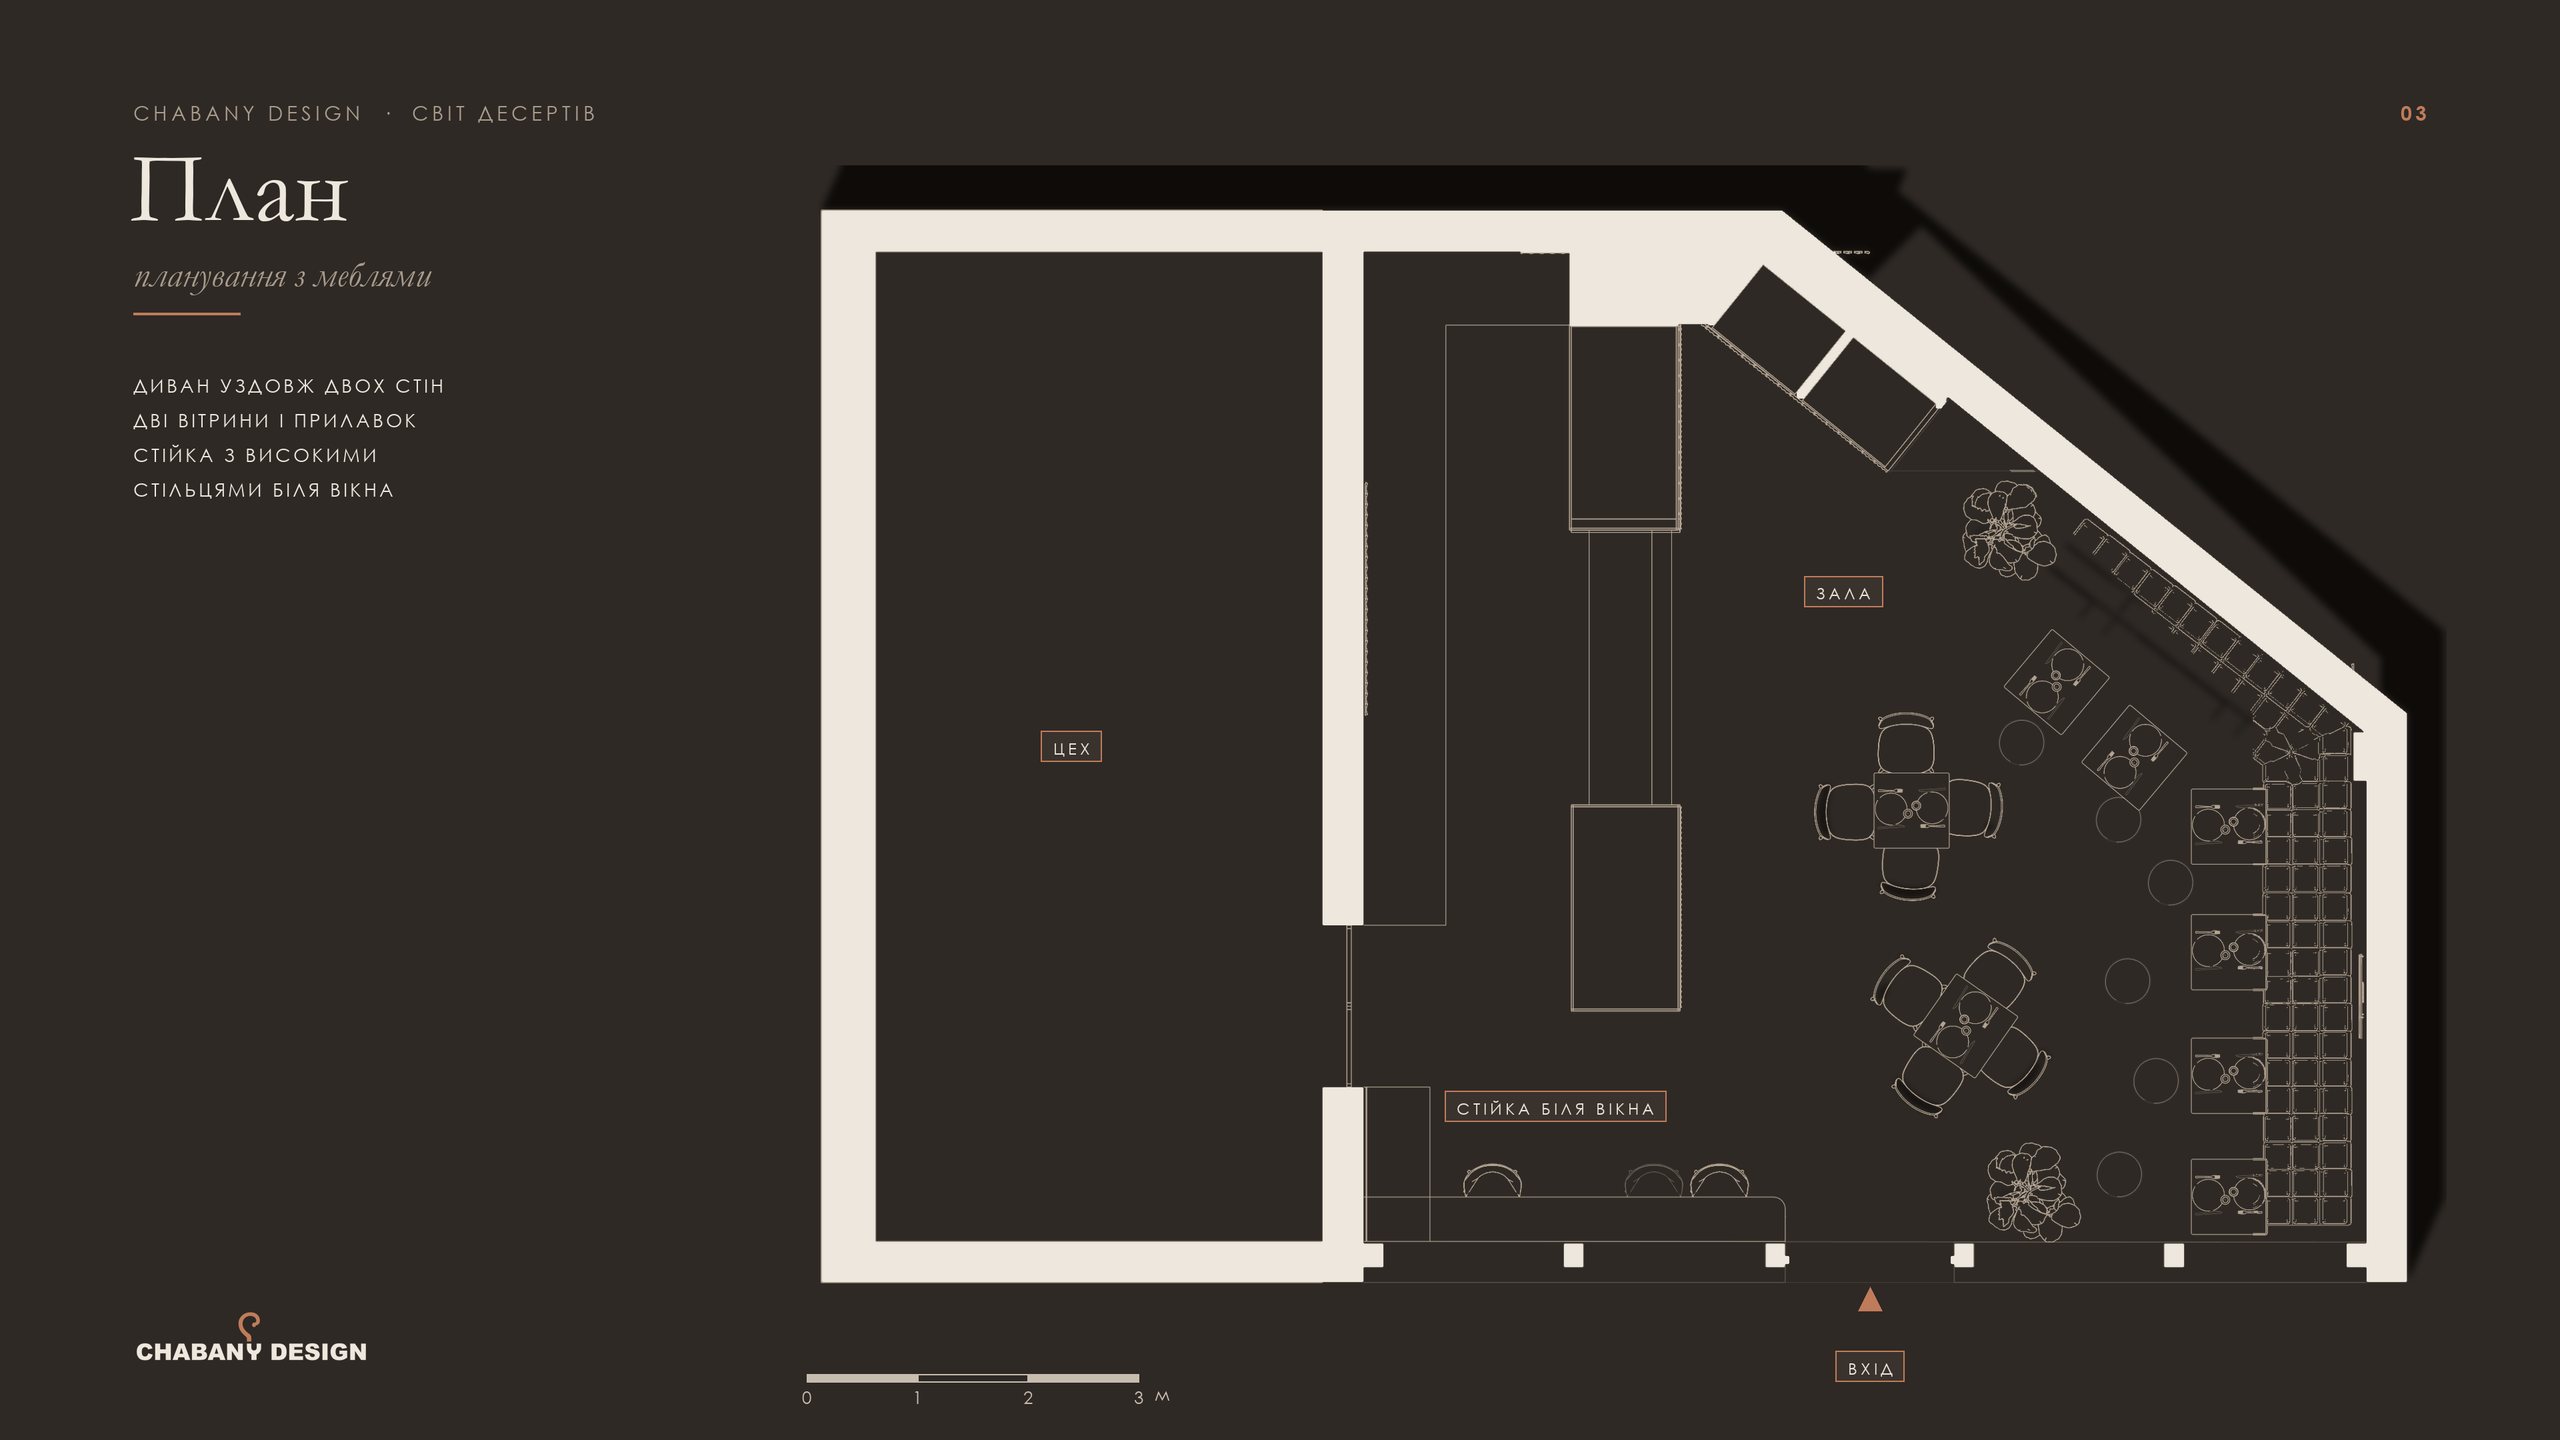 CHABANY DESIGN · СВІТ ДЕСЕРТІВ
03
План
планування з меблями
ДИВАН УЗДОВЖ ДВОХ СТІН
ДВІ ВІТРИНИ І ПРИЛАВОК
СТІЙКА З ВИСОКИМИ
СТІЛЬЦЯМИ БІЛЯ ВІКНА
ЗАЛА
ЦЕХ
СТІЙКА БІЛЯ ВІКНА
ВХІД
CHABANY DESIGN
0 1 2 3 м